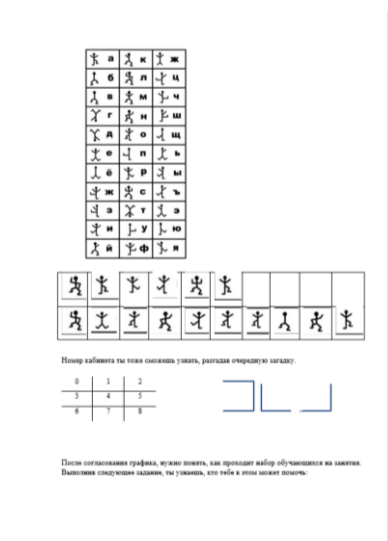 а к ж
б л ц
в м ч
г н ш
д о щ
е п ь
ё р ы
ж с ъ
з т э
и у ю
й ф я
Номер кабинета ты тоже сможешь узнать, разгадав очередную загадку.
0 1 2
3 4 5
6 7 8
После согласования графика, нужно понять, как проходит набор обучающихся на занятия.
Выполнив следующее задание, ты узнаешь, кто тебе в этом может помочь: